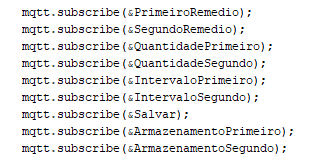 mqtt.subscribe(&PrimeiroRemedio);
mqtt.subscribe(&SegundoRemedio);
mqtt.subscribe(&QuantidadePrimeiro);
mqtt.subscribe(&QuantidadeSegundo);
mqtt.subscribe(&IntervaloPrimeiro);
mqtt.subscribe(&IntervaloSegundo);
mqtt.subscribe(&Salvar);
mqtt.subscribe(&ArmazenamentoPrimeiro);
mqtt.subscribe(&ArmazenamentoSegundo);